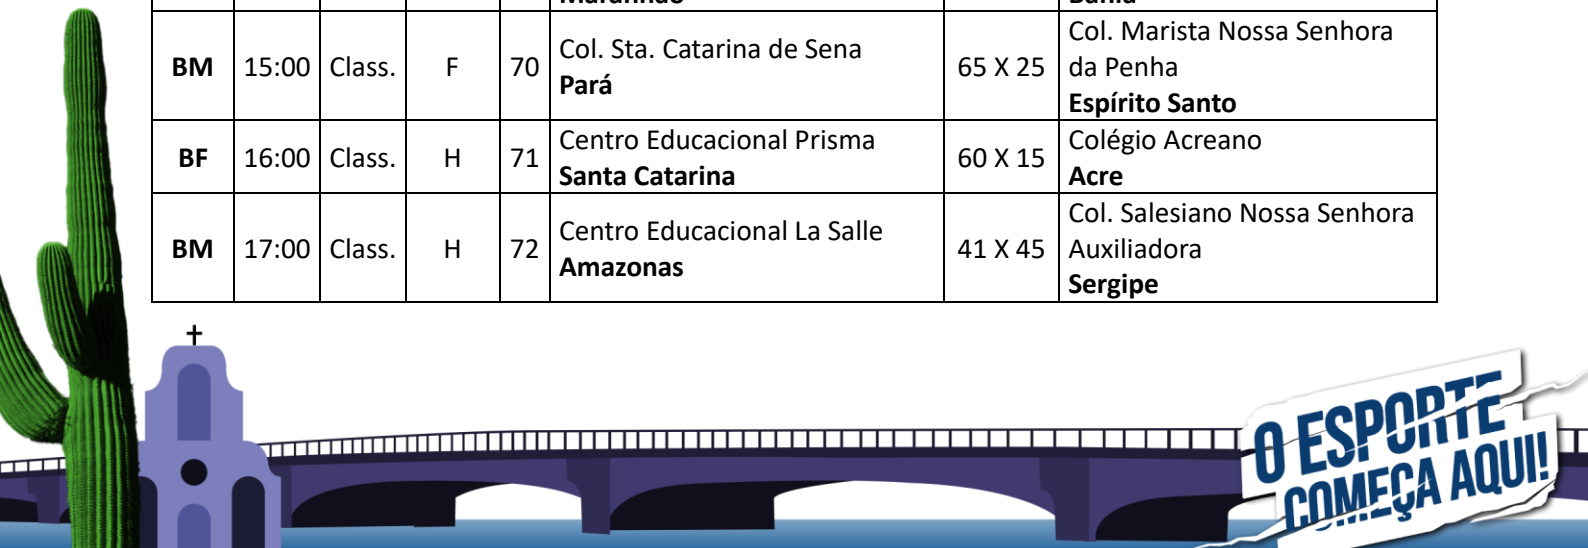 Maranhão Bahia
BM 15:00 Class. F 70 Col. Sta. Catarina de Sena 65 X 25 Col. Marista Nossa Senhora
Pará da Penha
Espírito Santo
BF 16:00 Class. H 71 Centro Educacional Prisma 60 X 15 Colégio Acreano
Santa Catarina Acre
BM 17:00 Class. H 72 Centro Educacional La Salle 41 X 45 Col. Salesiano Nossa Senhora
Amazonas Auxiliadora
Sergipe
O ESPORTE
COMEÇA AQUI!